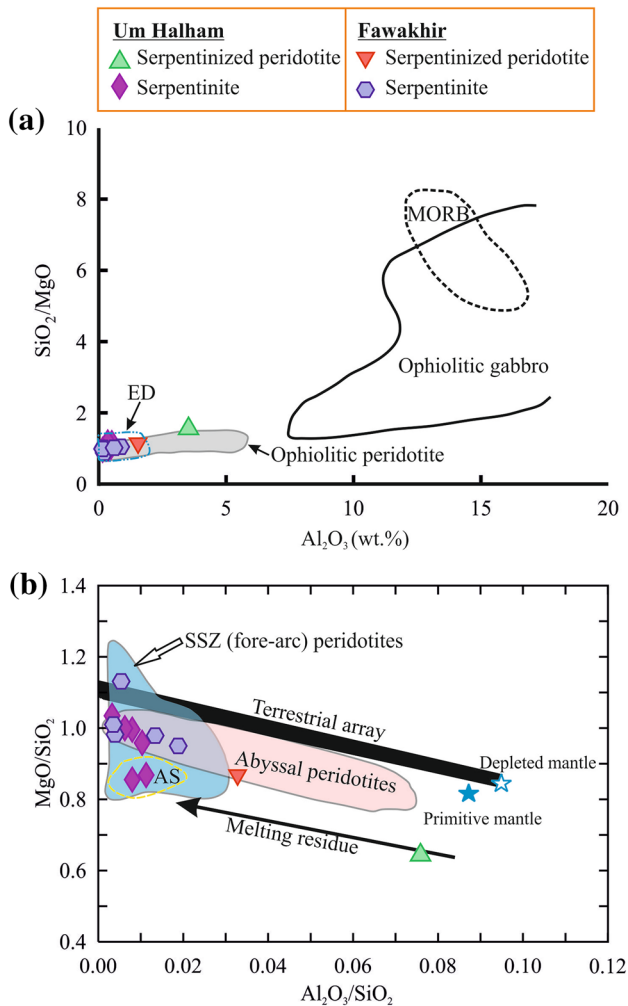 Um Halham
Serpentinized peridotite
Serpentinite
Fawakhir
Serpentinized peridotite
Serpentinite
(a)
10
8
6
4
2
0
SiO₂/MgO
MORB
Ophiolitic gabbro
ED
Ophiolitic peridotite
0
5
10
15
20
Al₂O₃ (wt.%)
(b)
1.4
1.2
1.0
0.8
0.6
0.4
MgO/SiO₂
SSZ (fore-arc) peridotites
Terrestrial array
Abyssal peridotites
Depleted mantle
AS
Primitive mantle
Melting residue
0.00
0.02
0.04
0.06
0.08
0.10
0.12
Al₂O₃/SiO₂